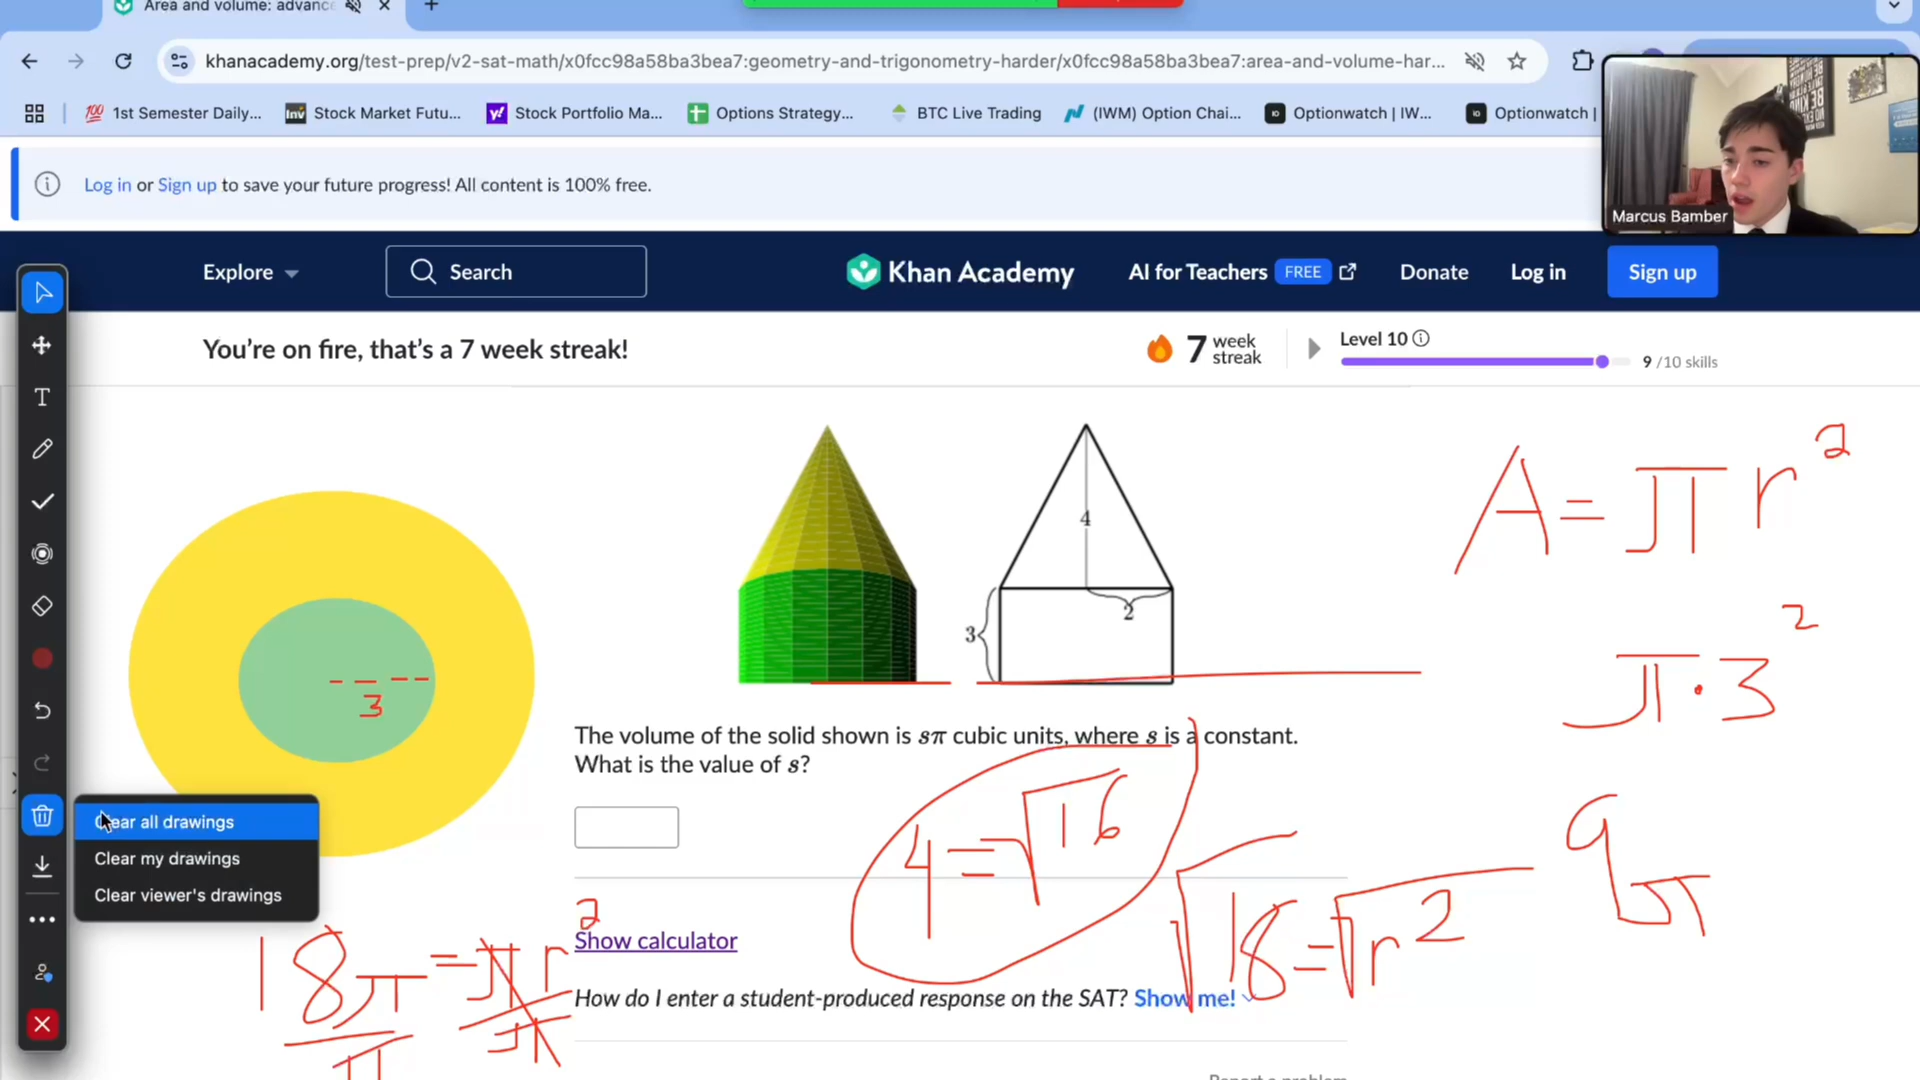 Area and volume: advance
khanacademy.org/test-prep/v2-sat-math/x0fcc98a58ba3bea7:geometry-and-trigonometry-harder/x0fcc98a58ba3bea7:area-and-volume-har...
1st Semester Daily...
Stock Market Futu...
Stock Portfolio Ma...
Options Strategy...
BTC Live Trading
(IWM) Option Chai...
Optionwatch | IW...
Optionwatch |
Marcus Bamber
Log in or Sign up to save your future progress! All content is 100% free.
Explore
Search
Khan Academy
AI for Teachers FREE
Donate
Log in
Sign up
You're on fire, that's a 7 week streak!
7 week streak
Level 10
9 /10 skills
4
2
3
3
A = π r²
π · 3²
9π
The volume of the solid shown is sπ cubic units, where s is a constant.
What is the value of s?
4 = √16
√18 = √r²
Clear all drawings
Clear my drawings
Clear viewer's drawings
18π = πr²
π π
Show calculator
How do I enter a student-produced response on the SAT? Show me!
Report a problem